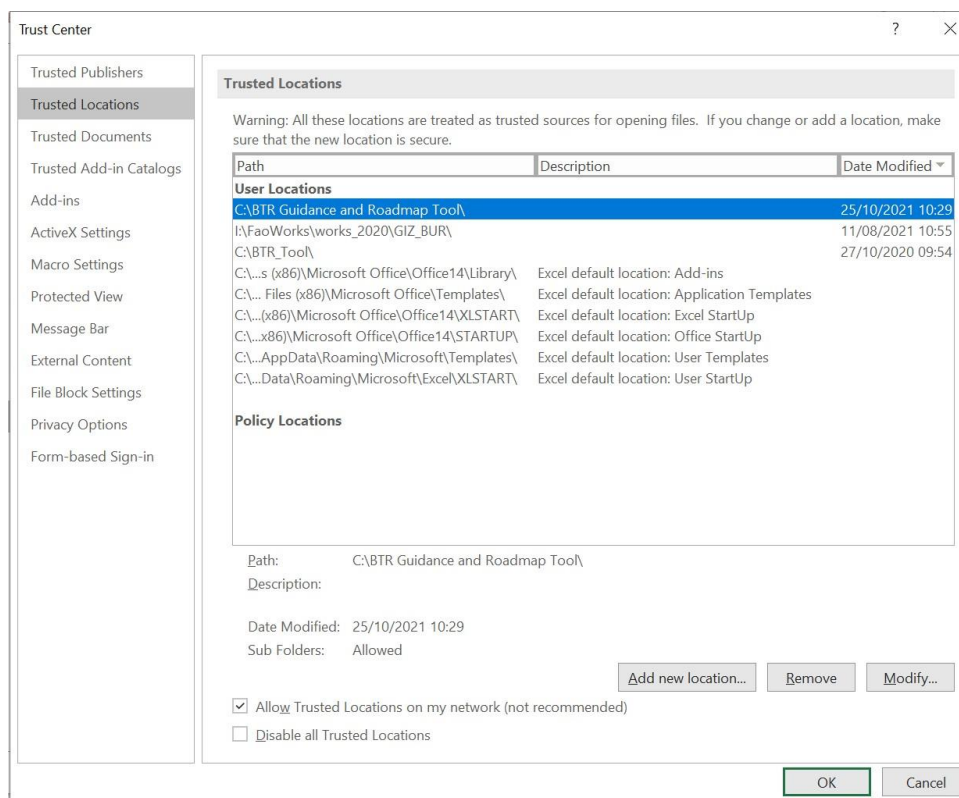 Trust Center
?
Trusted Publishers
Trusted Locations
Trusted Documents
Trusted Add-in Catalogs
Add-ins
ActiveX Settings
Macro Settings
Protected View
Message Bar
External Content
File Block Settings
Privacy Options
Form-based Sign-in
Trusted Locations
Warning: All these locations are treated as trusted sources for opening files. If you change or add a location, make
sure that the new location is secure.
Path Description Date Modified
User Locations
C:\BTR Guidance and Roadmap Tool\ 25/10/2021 10:29
I:\FaoWorks\works_2020\GIZ_BUR\ 11/08/2021 10:55
C:\BTR_Tool\ 27/10/2020 09:54
C:\...s (x86)\Microsoft Office\Office14\Library\ Excel default location: Add-ins
C:\... Files (x86)\Microsoft Office\Templates\ Excel default location: Application Templates
C:\...(x86)\Microsoft Office\Office14\XLSTART\ Excel default location: Excel StartUp
C:\...x86)\Microsoft Office\Office14\STARTUP\ Excel default location: Office StartUp
C:\...AppData\Roaming\Microsoft\Templates\ Excel default location: User Templates
C:\...Data\Roaming\Microsoft\Excel\XLSTART\ Excel default location: User StartUp
Policy Locations
Path: C:\BTR Guidance and Roadmap Tool\
Description:
Date Modified: 25/10/2021 10:29
Sub Folders: Allowed
Add new location... Remove Modify...
Allow Trusted Locations on my network (not recommended)
Disable all Trusted Locations
OK Cancel